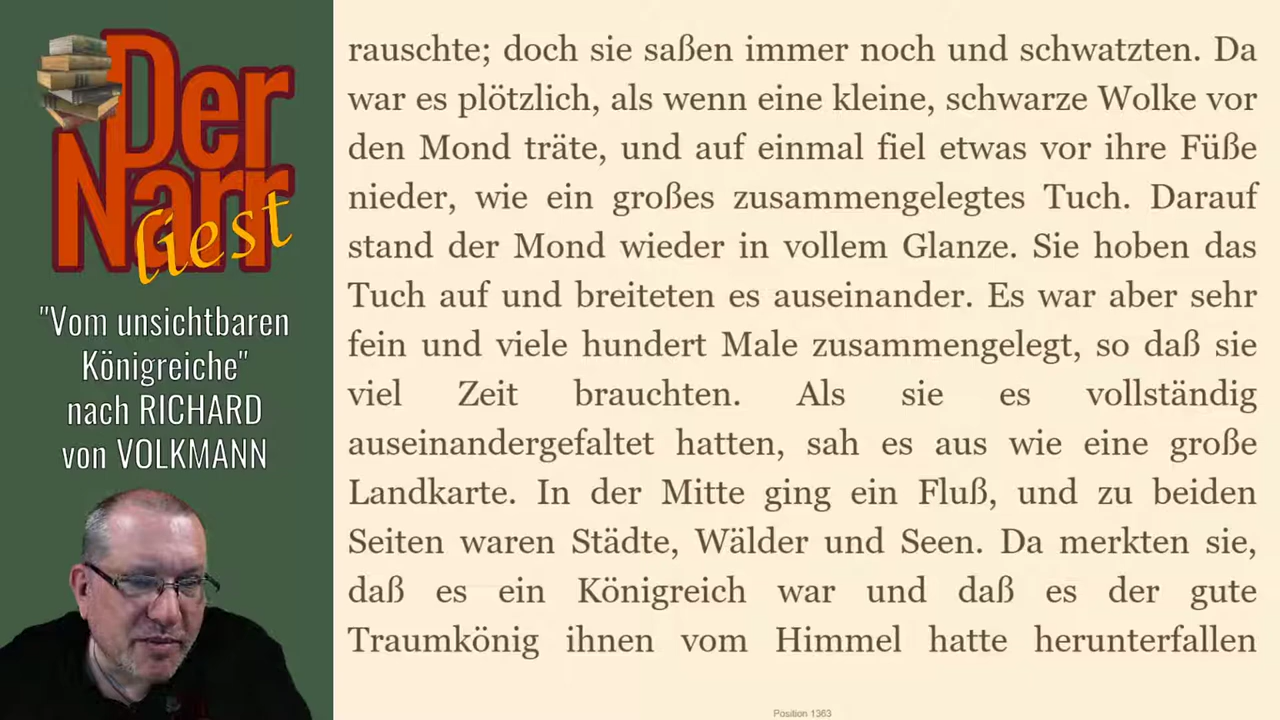 Der
Narr
liest
"Vom unsichtbaren
Königreiche"
nach RICHARD
von VOLKMANN
rauschte; doch sie saßen immer noch und schwatzten. Da
war es plötzlich, als wenn eine kleine, schwarze Wolke vor
den Mond träte, und auf einmal fiel etwas vor ihre Füße
nieder, wie ein großes zusammengelegtes Tuch. Darauf
stand der Mond wieder in vollem Glanze. Sie hoben das
Tuch auf und breiteten es auseinander. Es war aber sehr
fein und viele hundert Male zusammengelegt, so daß sie
viel Zeit brauchten. Als sie es vollständig
auseinandergefaltet hatten, sah es aus wie eine große
Landkarte. In der Mitte ging ein Fluß, und zu beiden
Seiten waren Städte, Wälder und Seen. Da merkten sie,
daß es ein Königreich war und daß es der gute
Traumkönig ihnen vom Himmel hatte herunterfallen
Position 1363